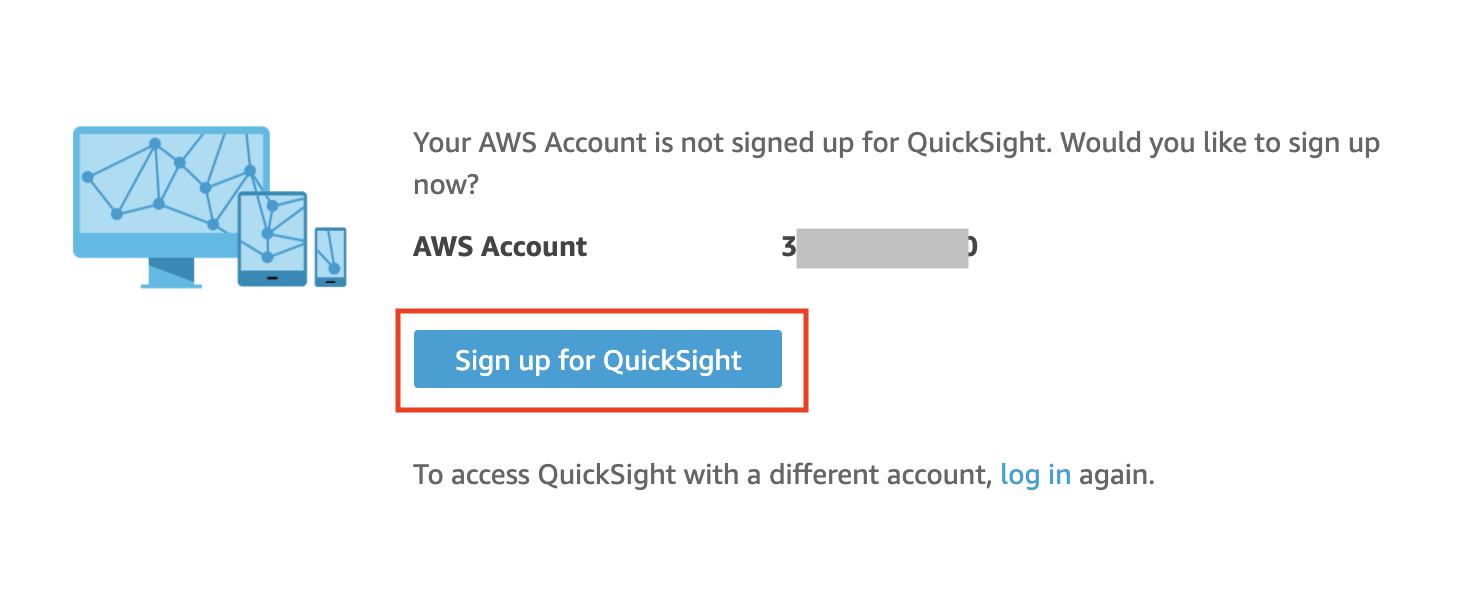 Your AWS Account is not signed up for QuickSight. Would you like to sign up
now?
AWS Account 3 0
Sign up for QuickSight
To access QuickSight with a different account, log in again.